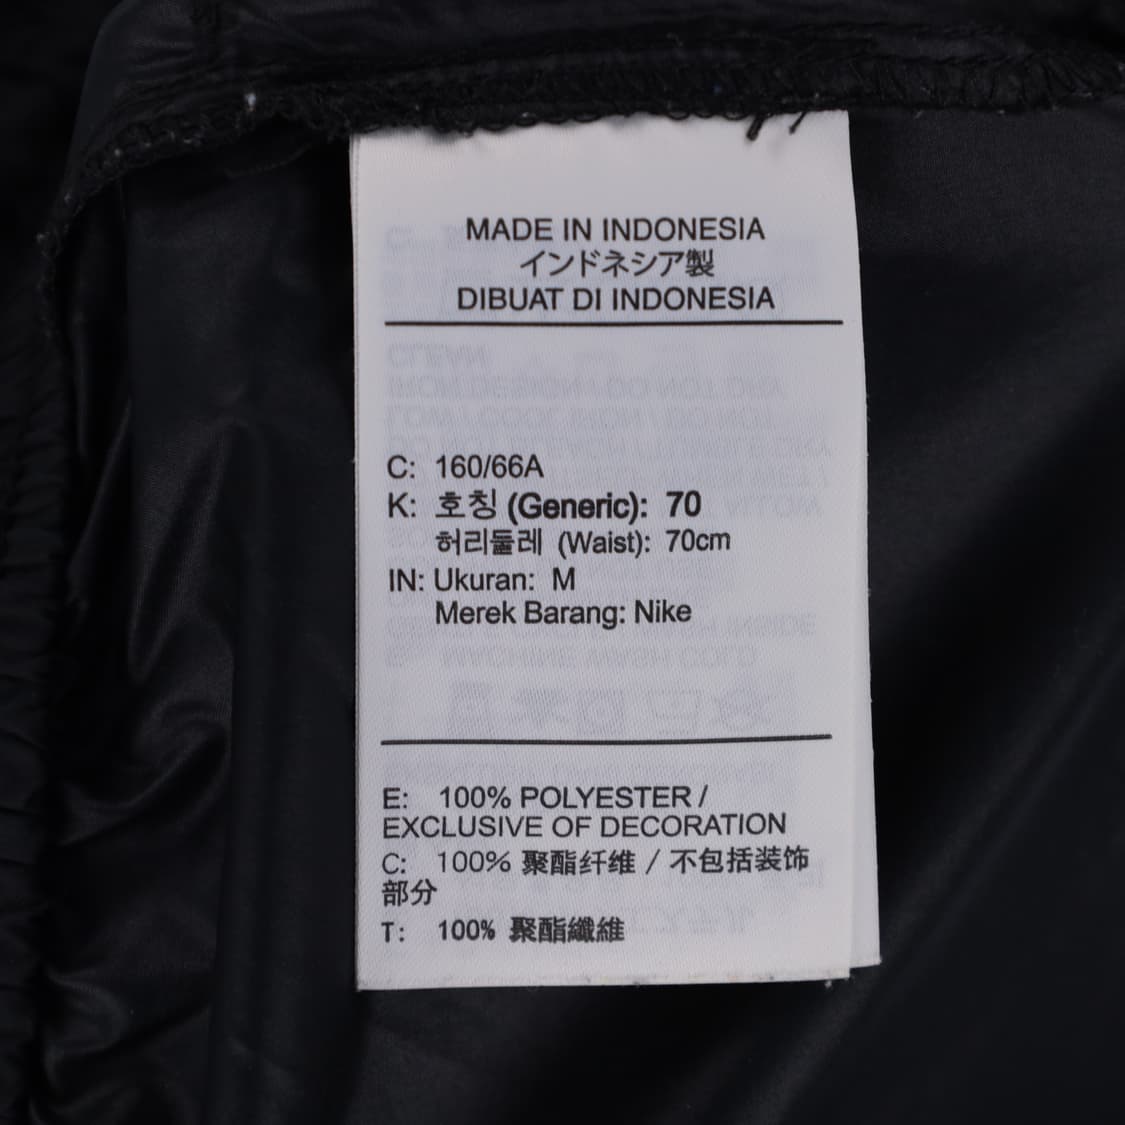 MADE IN INDONESIA
インドネシア製
DIBUAT DI INDONESIA
C: 160/66A
K: 호칭 (Generic): 70
허리둘레 (Waist): 70cm
IN: Ukuran: M
Merek Barang: Nike
E: 100% POLYESTER /
EXCLUSIVE OF DECORATION
C: 100% 聚酯纤维 / 不包括装饰
部分
T: 100% 聚酯纖維